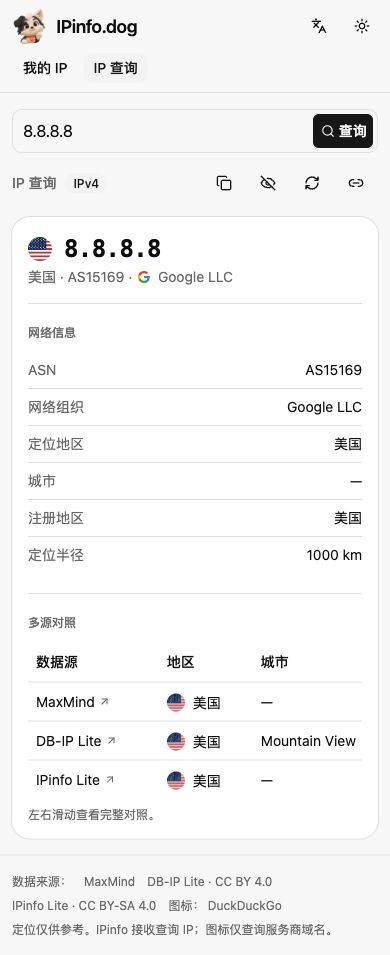 IPinfo.dog
我的 IP IP 查询
8.8.8.8 查询
IP 查询 IPv4
8.8.8.8
美国 · AS15169 · Google LLC
网络信息
ASN AS15169
网络组织 Google LLC
定位地区 美国
城市 —
注册地区 美国
定位半径 1000 km
多源对照
数据源 地区 城市
MaxMind ↗ 美国 —
DB-IP Lite ↗ 美国 Mountain View
IPinfo Lite ↗ 美国 —
左右滑动查看完整对照。
数据来源： MaxMind DB-IP Lite · CC BY 4.0
IPinfo Lite · CC BY-SA 4.0 图标： DuckDuckGo
定位仅供参考。IPinfo 接收查询 IP；图标仅查询服务商域名。